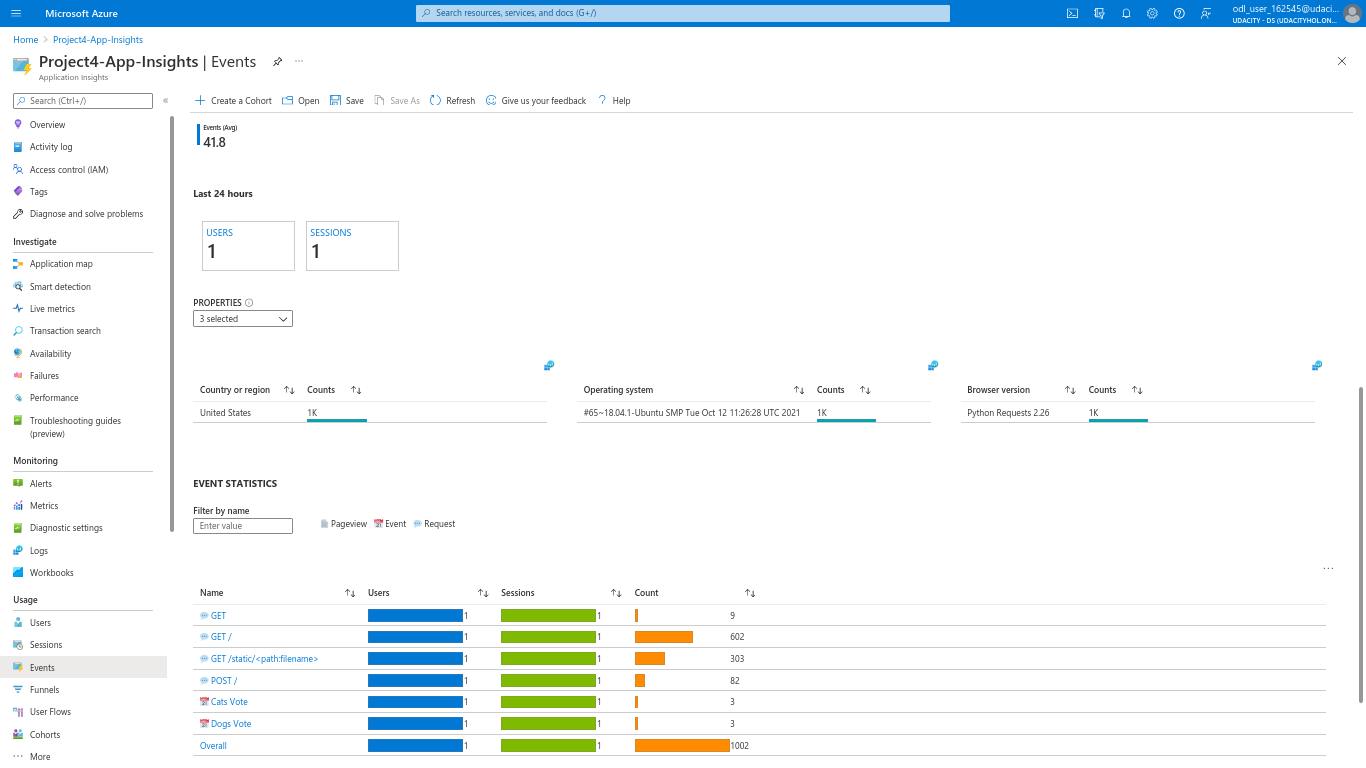 Microsoft Azure
Search resources, services, and docs (G+/)
odl_user_162545@udaci...
UDACITY - DS (UDACITYHOL.ON...
Home > Project4-App-Insights
Project4-App-Insights | Events
Application Insights
Search (Ctrl+/)
Overview
Activity log
Access control (IAM)
Tags
Diagnose and solve problems
Investigate
Application map
Smart detection
Live metrics
Transaction search
Availability
Failures
Performance
Troubleshooting guides
(preview)
Monitoring
Alerts
Metrics
Diagnostic settings
Logs
Workbooks
Usage
Users
Sessions
Events
Funnels
User Flows
Cohorts
More
Create a Cohort Open Save Save As Refresh Give us your feedback Help
Events (Avg)
41.8
Last 24 hours
USERS
1
SESSIONS
1
PROPERTIES
3 selected
Country or region Counts
United States 1K
Operating system Counts
#65~18.04.1-Ubuntu SMP Tue Oct 12 11:26:28 UTC 2021 1K
Browser version Counts
Python Requests 2.26 1K
EVENT STATISTICS
Filter by name
Enter value
Pageview Event Request
Name Users Sessions Count
GET 1 1 9
GET / 1 1 602
GET /static/<path:filename> 1 1 303
POST / 1 1 82
Cats Vote 1 1 3
Dogs Vote 1 1 3
Overall 1 1 1002